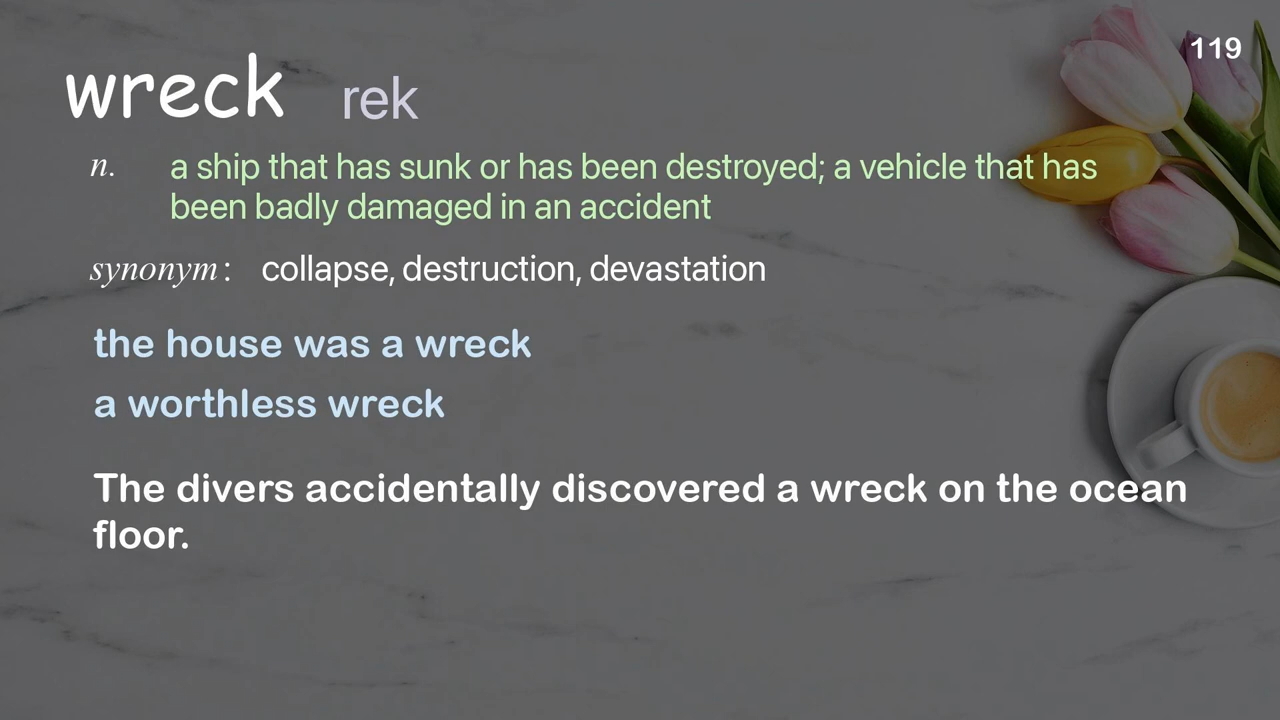 119
wreck rek
n. a ship that has sunk or has been destroyed; a vehicle that has
been badly damaged in an accident
synonym: collapse, destruction, devastation
the house was a wreck
a worthless wreck
The divers accidentally discovered a wreck on the ocean
floor.